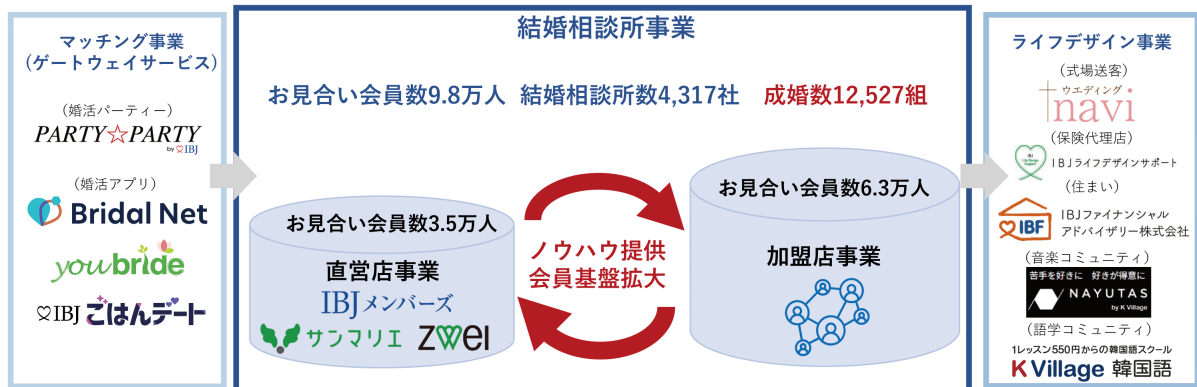 マッチング事業
（ゲートウェイサービス）
（婚活パーティー）
PARTY☆PARTY
by IBJ
（婚活アプリ）
Bridal Net
youbride
IBJ ごはんデート
結婚相談所事業
お見合い会員数9.8万人 結婚相談所数4,317社 成婚数12,527組
お見合い会員数3.5万人
直営店事業
IBJメンバーズ
サンマリエ ZWEI
ノウハウ提供
会員基盤拡大
お見合い会員数6.3万人
加盟店事業
ライフデザイン事業
（式場送客）
ウエディング
navi
（保険代理店）
IBJ
Life Design
Support
IBJライフデザインサポート
（住まい）
IBF
IBJファイナンシャル
アドバイザリー株式会社
（音楽コミュニティ）
苦手を好きに 好きが得意に
NAYUTAS
by K Village
（語学コミュニティ）
1レッスン550円からの韓国語スクール
K Village 韓国語